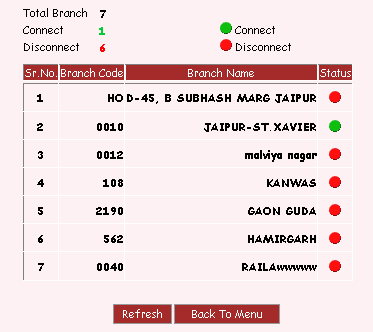 Total Branch 7
Connect 1 Connect
Disconnect 6 Disconnect
Sr.No. Branch Code Branch Name Status
1 HO D-45, B SUBHASH MARG JAIPUR
2 0010 JAIPUR-ST.XAVIER
3 0012 malviya nagar
4 108 KANWAS
5 2190 GAON GUDA
6 562 HAMIRGARH
7 0040 RAILAwwwww
Refresh Back To Menu